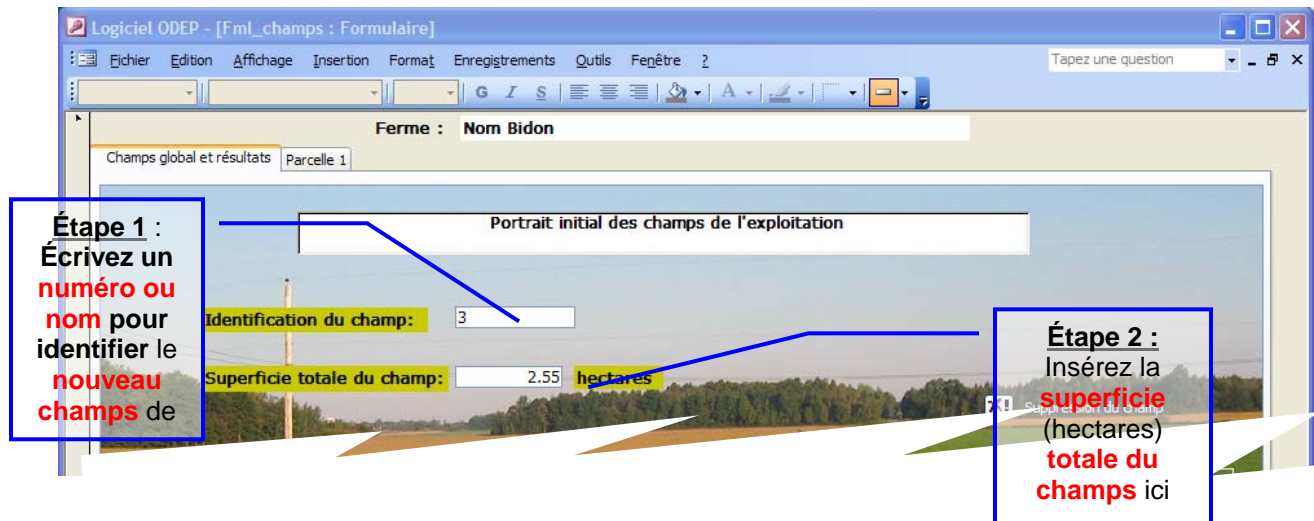 Logiciel ODEP - [Fml_champs : Formulaire]
Fichier Edition Affichage Insertion Format Enregistrements Outils Fenêtre ? Tapez une question
G I S A
Ferme : Nom Bidon
Champs global et résultats Parcelle 1
Portrait initial des champs de l'exploitation
Étape 1 :
Écrivez un
numéro ou
nom pour
identifier le
nouveau
champs de
Identification du champ: 3
Superficie totale du champ: 2.55 hectares
Étape 2 :
Insérez la
superficie
(hectares)
totale du
champs ici
Suppression du champ